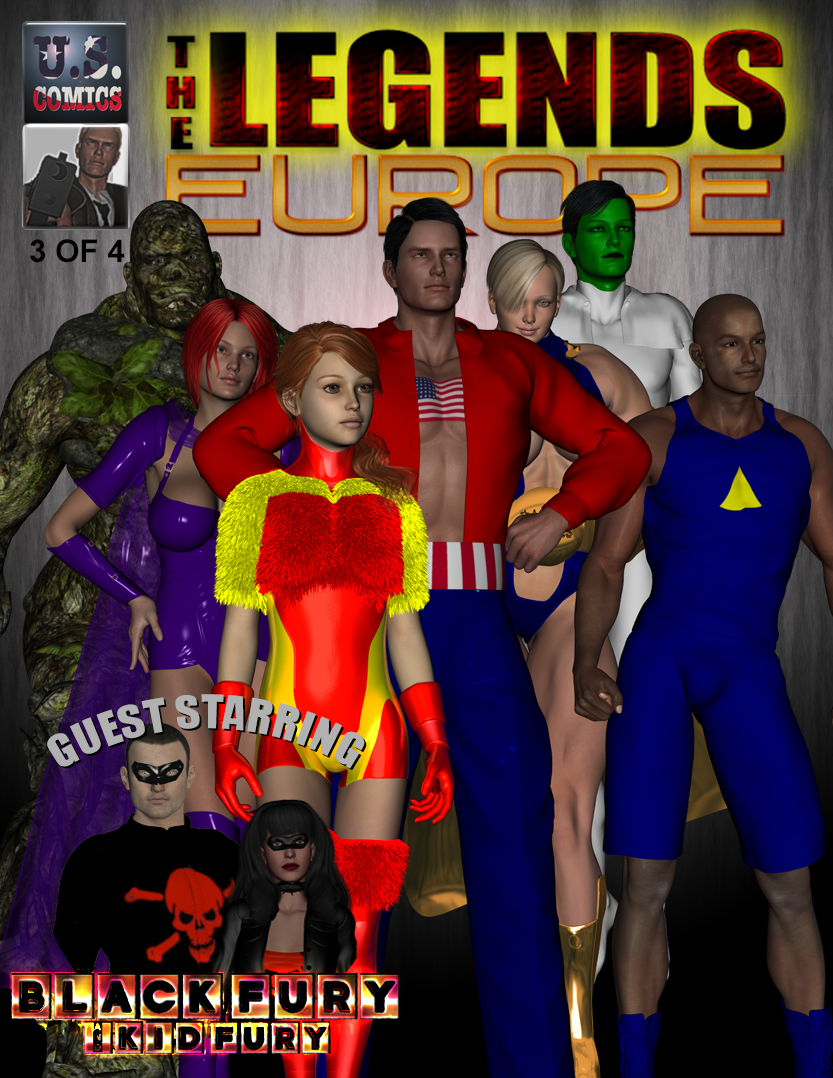 U.S.
COMICS
THE LEGENDS
EUROPE
3 OF 4
GUEST STARRING
BLACK FURY
& KID FURY